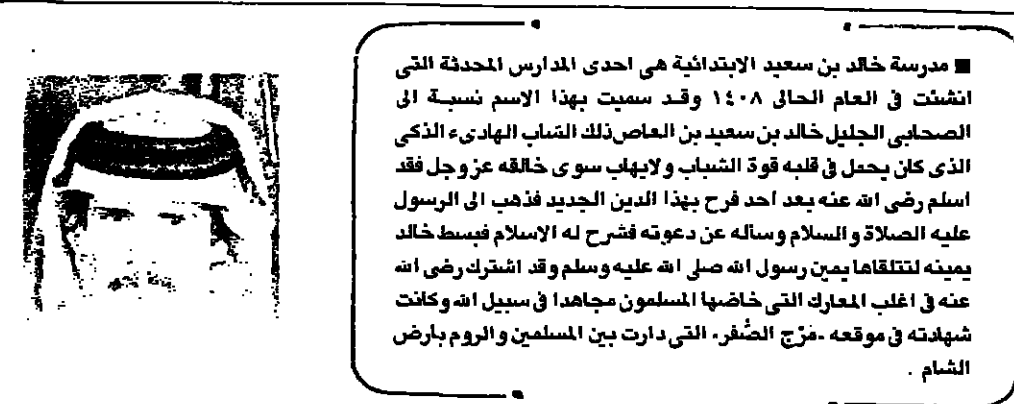 ■ مدرسة خالد بن سعيد الابتدائية هى احدى المدارس المحدثة التى
انشئت فى العام الحالى ١٤٠٨ وقد سميت بهذا الاسم نسبة الى
الصحابى الجليل خالد بن سعيد بن العاص ذلك الشاب الهادىء الذكى
الذى كان يحمل فى قلبه قوة الشباب ولايهاب سوى خالقه عز وجل فقد
اسلم رضى الله عنه بعد احد فرح بهذا الدين الجديد فذهب الى الرسول
عليه الصلاة والسلام وسأله عن دعوته فشرح له الاسلام فبسط خالد
يمينه لتتلقاها يمين رسول الله صلى الله عليه وسلم وقد اشترك رضى الله
عنه فى اغلب المعارك التى خاضها المسلمون مجاهدا فى سبيل الله وكانت
شهادته فى موقعه «مَرْج الصُّفر» التي دارت بين المسلمين والروم بارض
الشام .